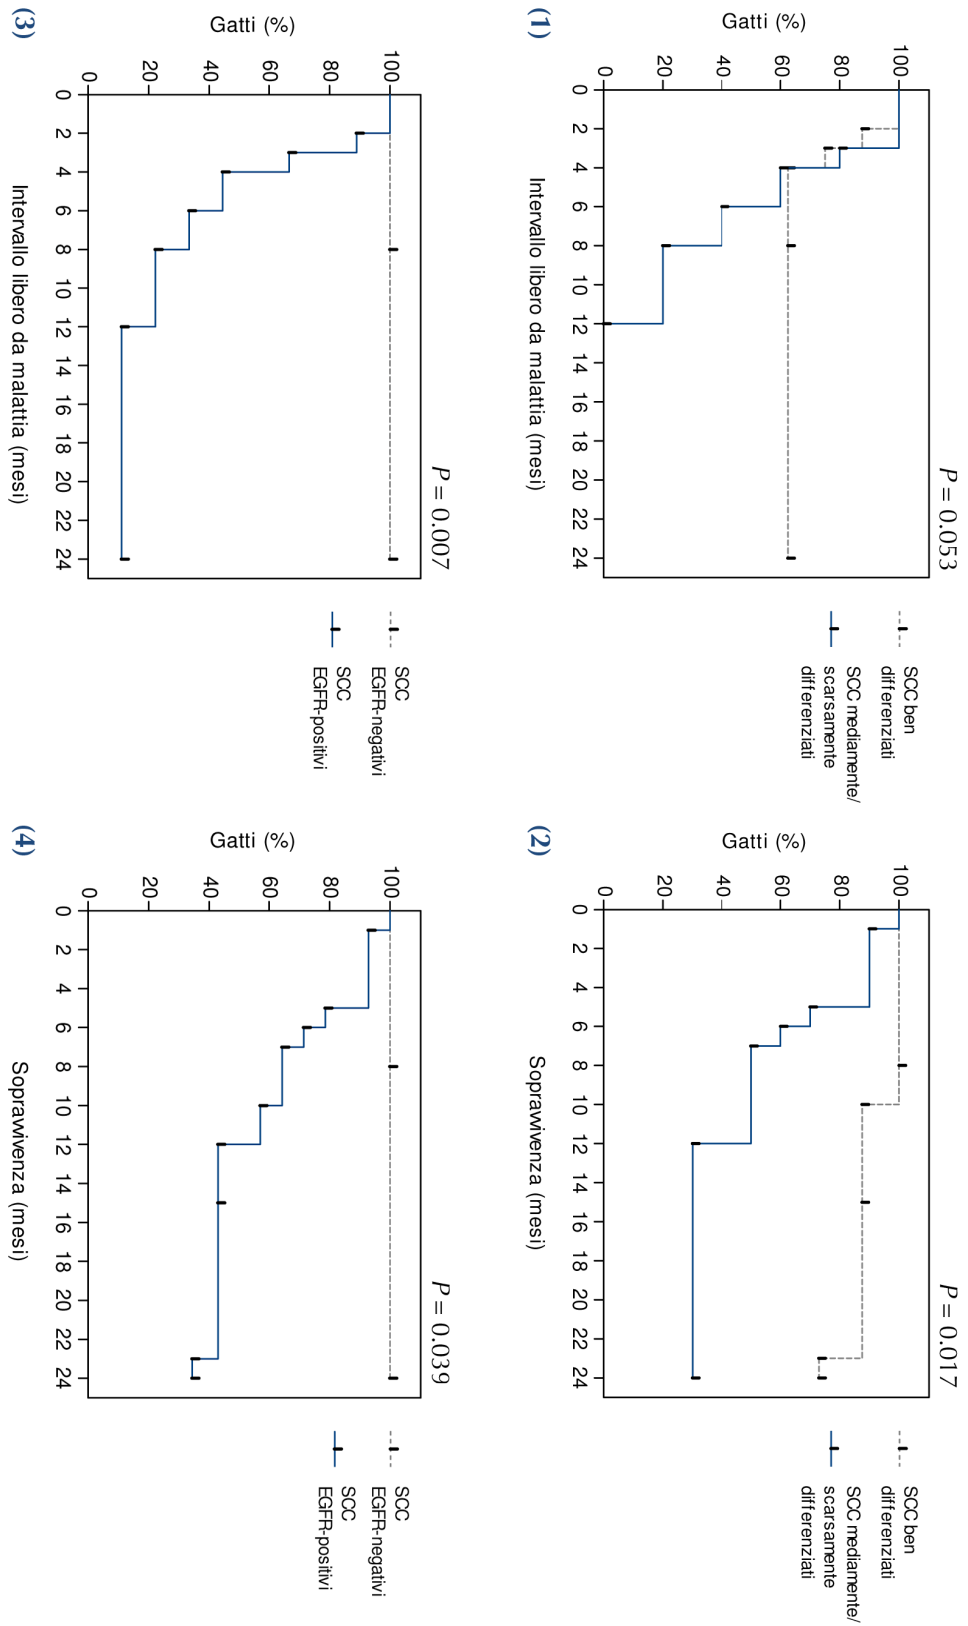 (1)
P = 0.053
Gatti (%)
100
80
60
40
20
0
0 2 4 6 8 10 12 14 16 18 20 22 24
Intervallo libero da malattia (mesi)
SCC ben
differenziati
SCC mediamente/
scarsamente
differenziati
(2)
P = 0.017
Gatti (%)
100
80
60
40
20
0
0 2 4 6 8 10 12 14 16 18 20 22 24
Sopravvivenza (mesi)
SCC ben
differenziati
SCC mediamente/
scarsamente
differenziati
(3)
P = 0.007
Gatti (%)
100
80
60
40
20
0
0 2 4 6 8 10 12 14 16 18 20 22 24
Intervallo libero da malattia (mesi)
SCC
EGFR-negativi
SCC
EGFR-positivi
(4)
P = 0.039
Gatti (%)
100
80
60
40
20
0
0 2 4 6 8 10 12 14 16 18 20 22 24
Sopravvivenza (mesi)
SCC
EGFR-negativi
SCC
EGFR-positivi